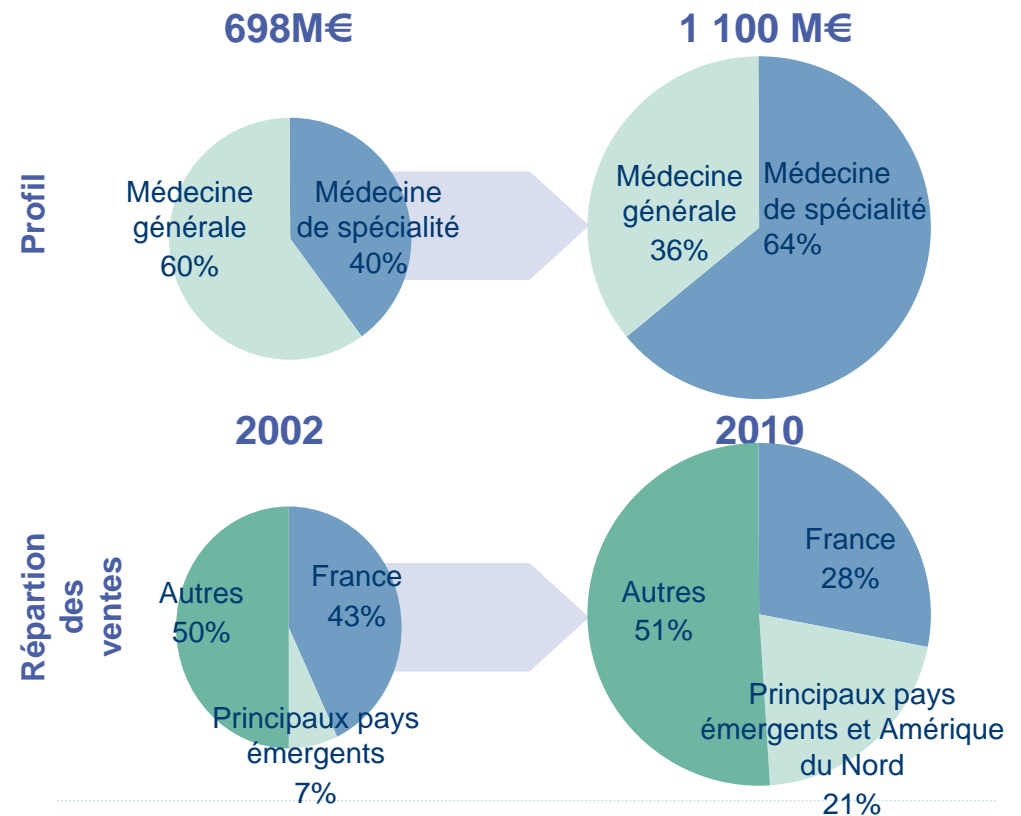 698M€
1 100 M€
Profil
Médecine
générale
60%
Médecine
de spécialité
40%
Médecine
générale
36%
Médecine
de spécialité
64%
2002
2010
Répartion
des
ventes
Autres
50%
France
43%
Principaux pays
émergents
7%
Autres
51%
France
28%
Principaux pays
émergents et Amérique
du Nord
21%